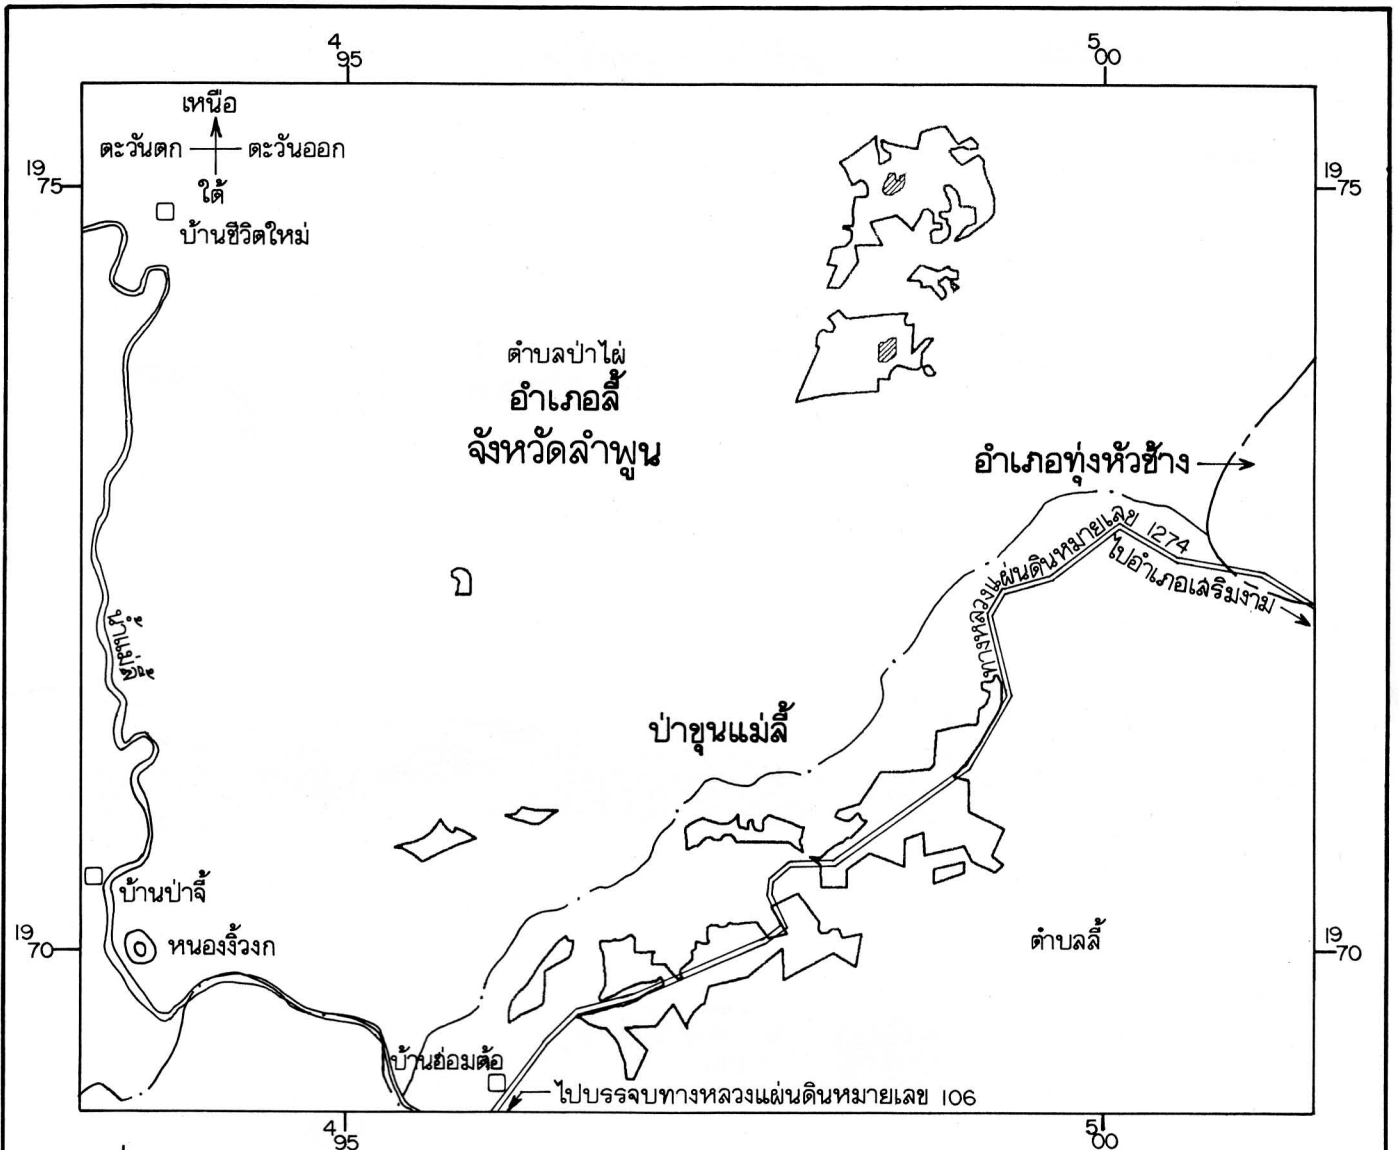 4 95
5 00
เหนือ
ตะวันตก ตะวันออก
ใต้
19 75
19 75
บ้านชีวิตใหม่
ตำบลป่าไผ่
อำเภอลี้
จังหวัดลำพูน
อำเภอทุ่งหัวช้าง
ทางหลวงแผ่นดินหมายเลข 1274
ไปอำเภอเสริมงาม
น้ำแม่ลี้
ป่าขุนแม่ลี้
บ้านป่าจี้
19 70
หนองงิ้วงก
ตำบลลี้
19 70
บ้านฮ่อมต้อ
ไปบรรจบทางหลวงแผ่นดินหมายเลข 106
4 95
5 00